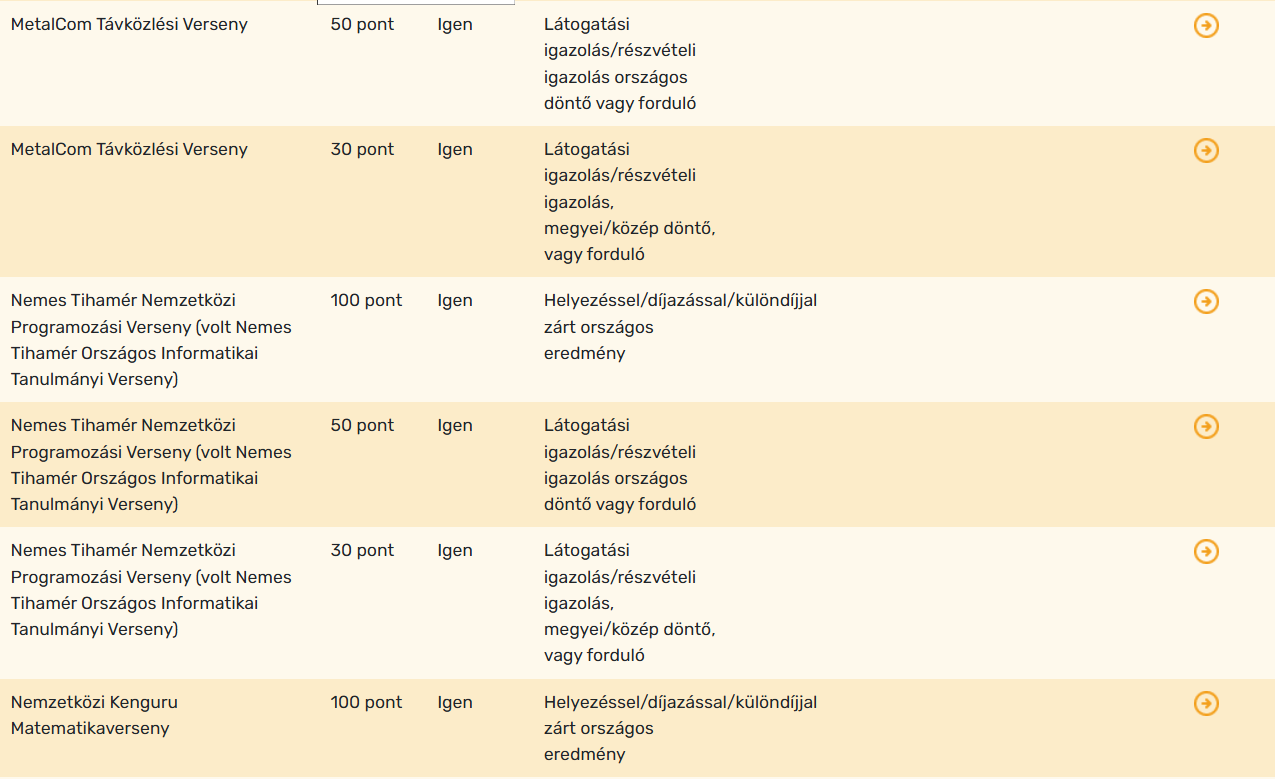 MetalCom Távközlési Verseny 50 pont Igen Látogatási
igazolás/részvételi
igazolás országos
döntő vagy forduló
MetalCom Távközlési Verseny 30 pont Igen Látogatási
igazolás/részvételi
igazolás,
megyei/közép döntő,
vagy forduló
Nemes Tihamér Nemzetközi 100 pont Igen Helyezéssel/díjazással/különdíjjal
Programozási Verseny (volt Nemes zárt országos
Tihamér Országos Informatikai eredmény
Tanulmányi Verseny)
Nemes Tihamér Nemzetközi 50 pont Igen Látogatási
Programozási Verseny (volt Nemes igazolás/részvételi
Tihamér Országos Informatikai igazolás országos
Tanulmányi Verseny) döntő vagy forduló
Nemes Tihamér Nemzetközi 30 pont Igen Látogatási
Programozási Verseny (volt Nemes igazolás/részvételi
Tihamér Országos Informatikai igazolás,
Tanulmányi Verseny) megyei/közép döntő,
vagy forduló
Nemzetközi Kenguru 100 pont Igen Helyezéssel/díjazással/különdíjjal
Matematikaverseny zárt országos
eredmény